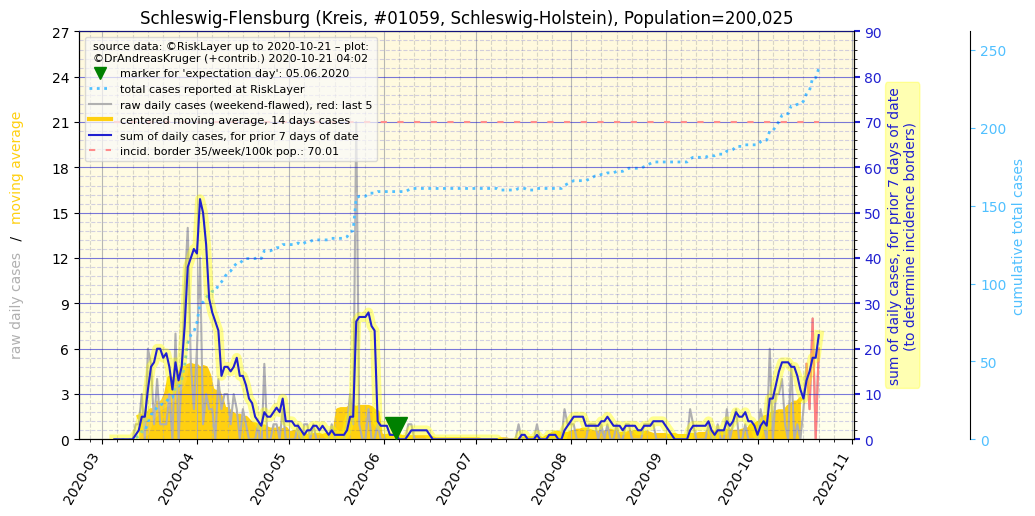 Schleswig-Flensburg (Kreis, #01059, Schleswig-Holstein), Population=200,025
source data: ©RiskLayer up to 2020-10-21 – plot:
©DrAndreasKruger (+contrib.) 2020-10-21 04:02
marker for 'expectation day': 05.06.2020
total cases reported at RiskLayer
raw daily cases (weekend-flawed), red: last 5
centered moving average, 14 days cases
sum of daily cases, for prior 7 days of date
incid. border 35/week/100k pop.: 70.01
raw daily cases / moving average
27
24
21
18
15
12
9
6
3
0
90
80
70
60
50
40
30
20
10
0
sum of daily cases, for prior 7 days of date
(to determine incidence borders)
250
200
150
100
50
0
cumulative total cases
2020-03
2020-04
2020-05
2020-06
2020-07
2020-08
2020-09
2020-10
2020-11